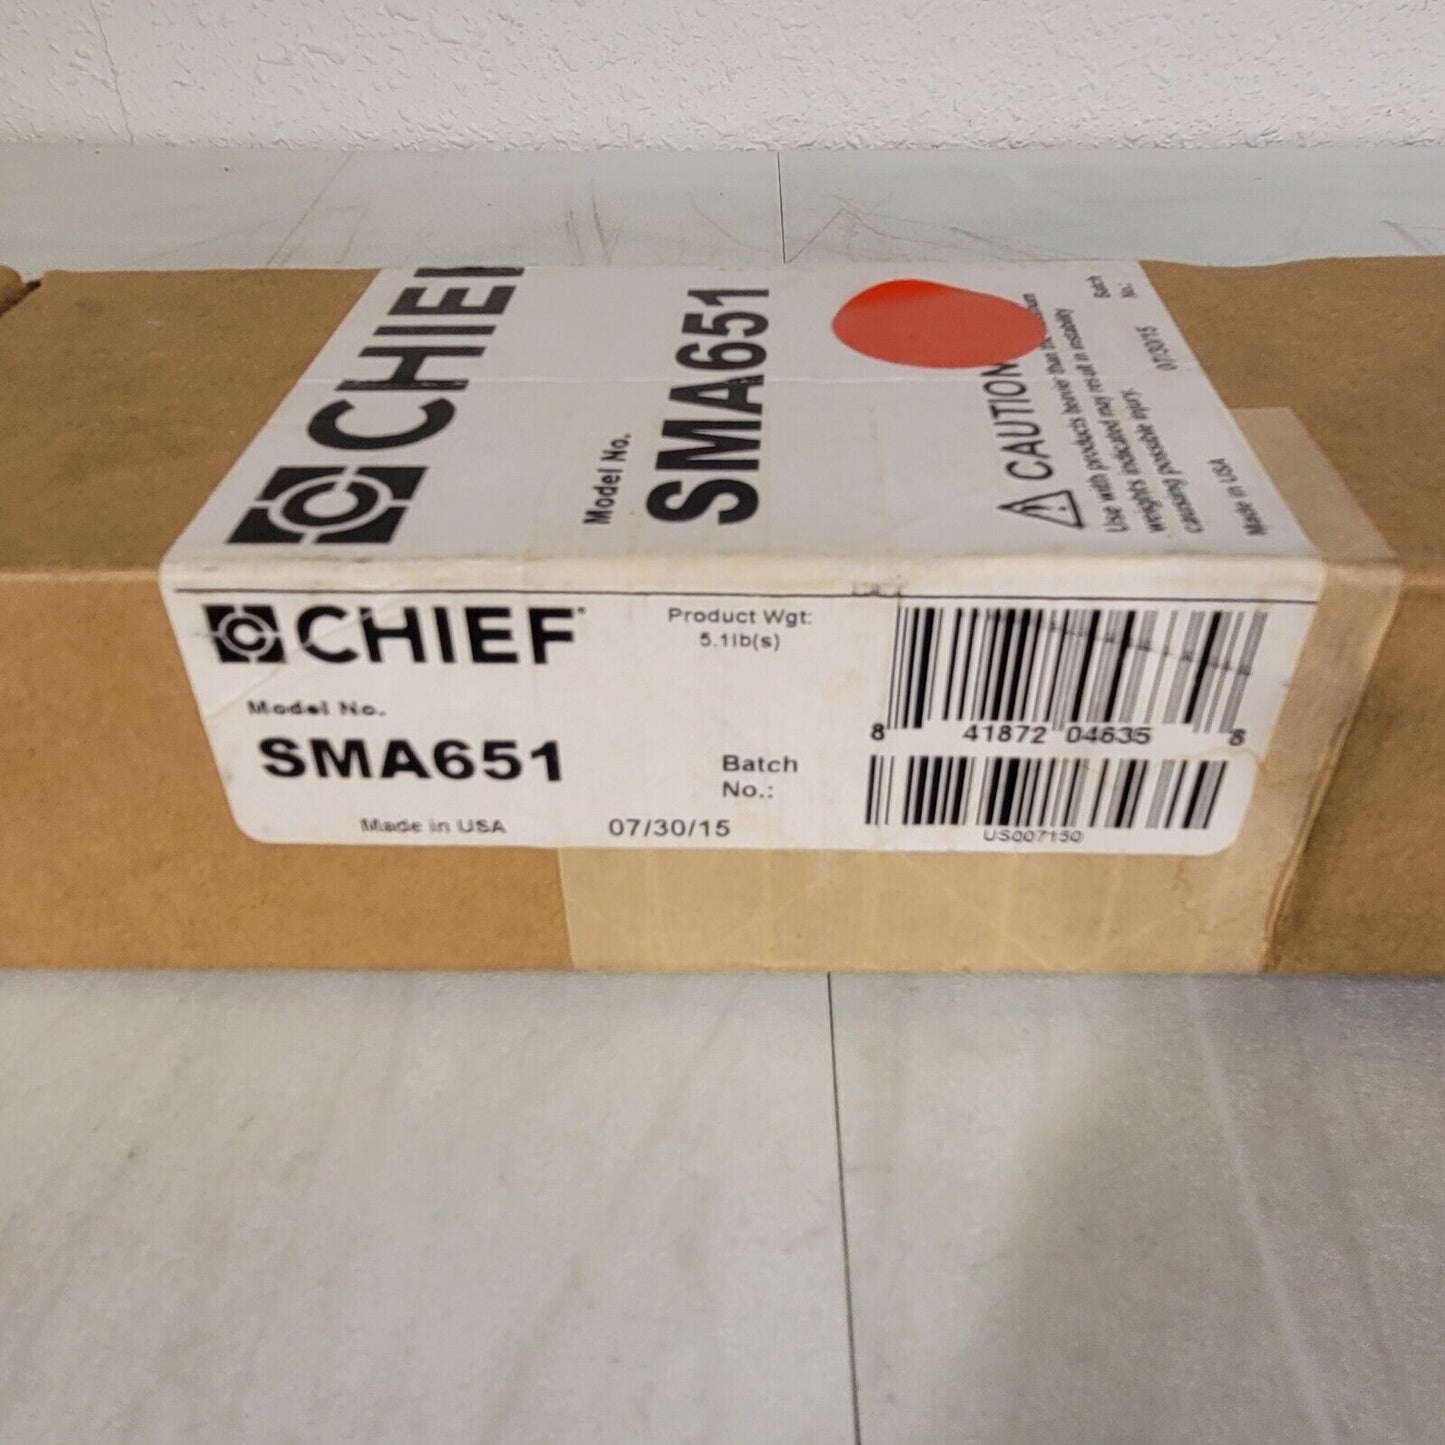 CHIEF
Model No.
SMA651
CAUTION
Use with products heavier than the
weights indicated may result in instability
causing possible injury.
Made in USA
07/30/15
Batch
No.:
CHIEF
Product Wgt:
5.1lb(s)
Model No.
SMA651
Batch
No.:
Made in USA
07/30/15
8 41872 04635 8
US007150